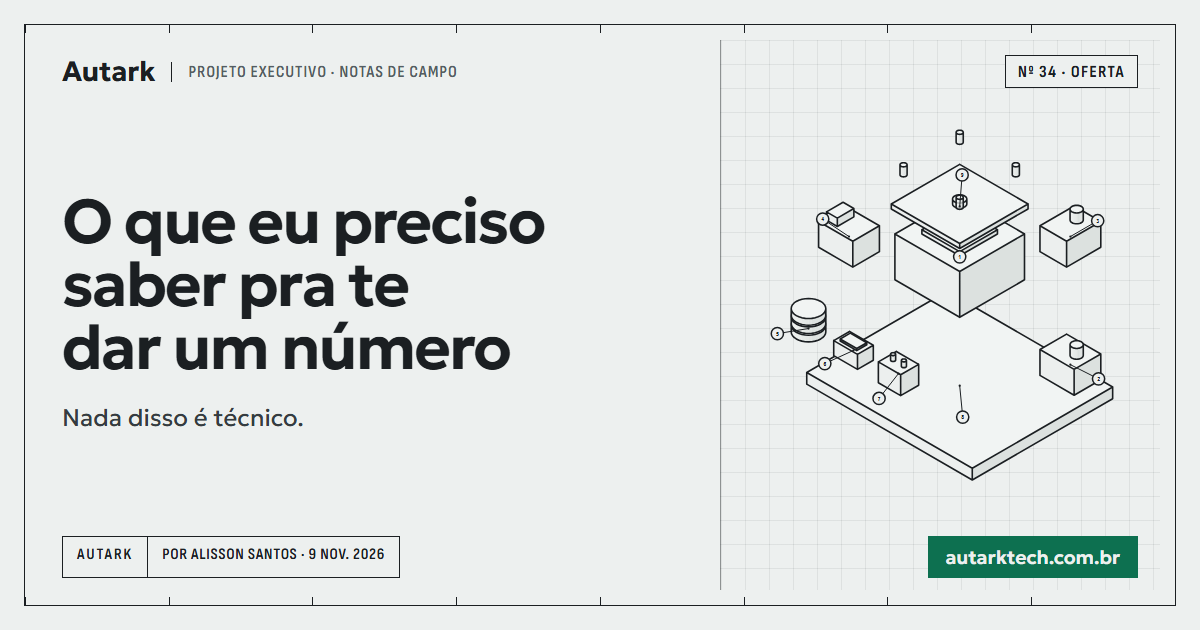 Autark
PROJETO EXECUTIVO · NOTAS DE CAMPO
Nº 34 · OFERTA
O que eu preciso
saber pra te
dar um número
Nada disso é técnico.
AUTARK
POR ALISSON SANTOS · 9 NOV. 2026
autarktech.com.br